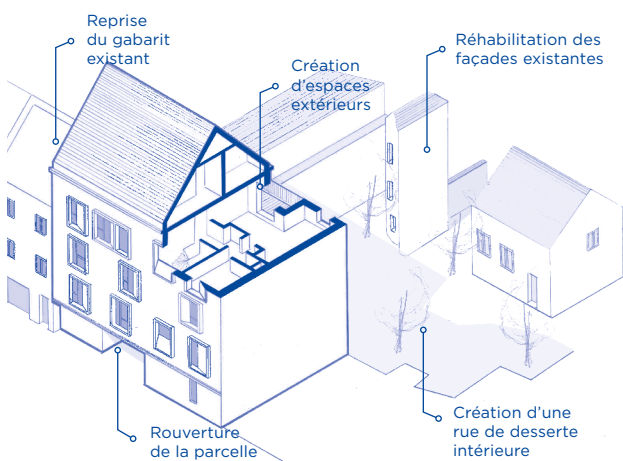 Reprise
du gabarit
existant
Création
d'espaces
extérieurs
Réhabilitation des
façades existantes
Rouverture
de la parcelle
Création d'une
rue de desserte
intérieure